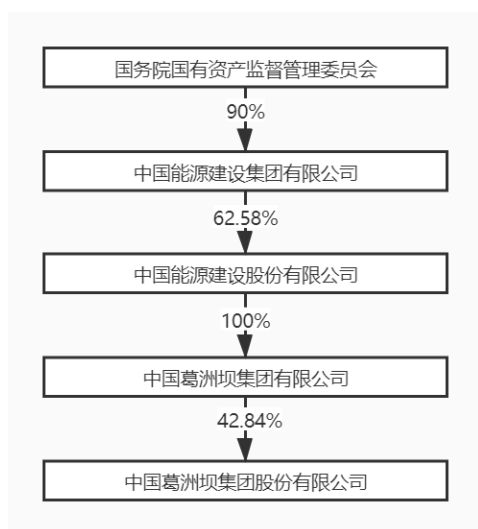 国务院国有资产监督管理委员会
90%
中国能源建设集团有限公司
62.58%
中国能源建设股份有限公司
100%
中国葛洲坝集团有限公司
42.84%
中国葛洲坝集团股份有限公司